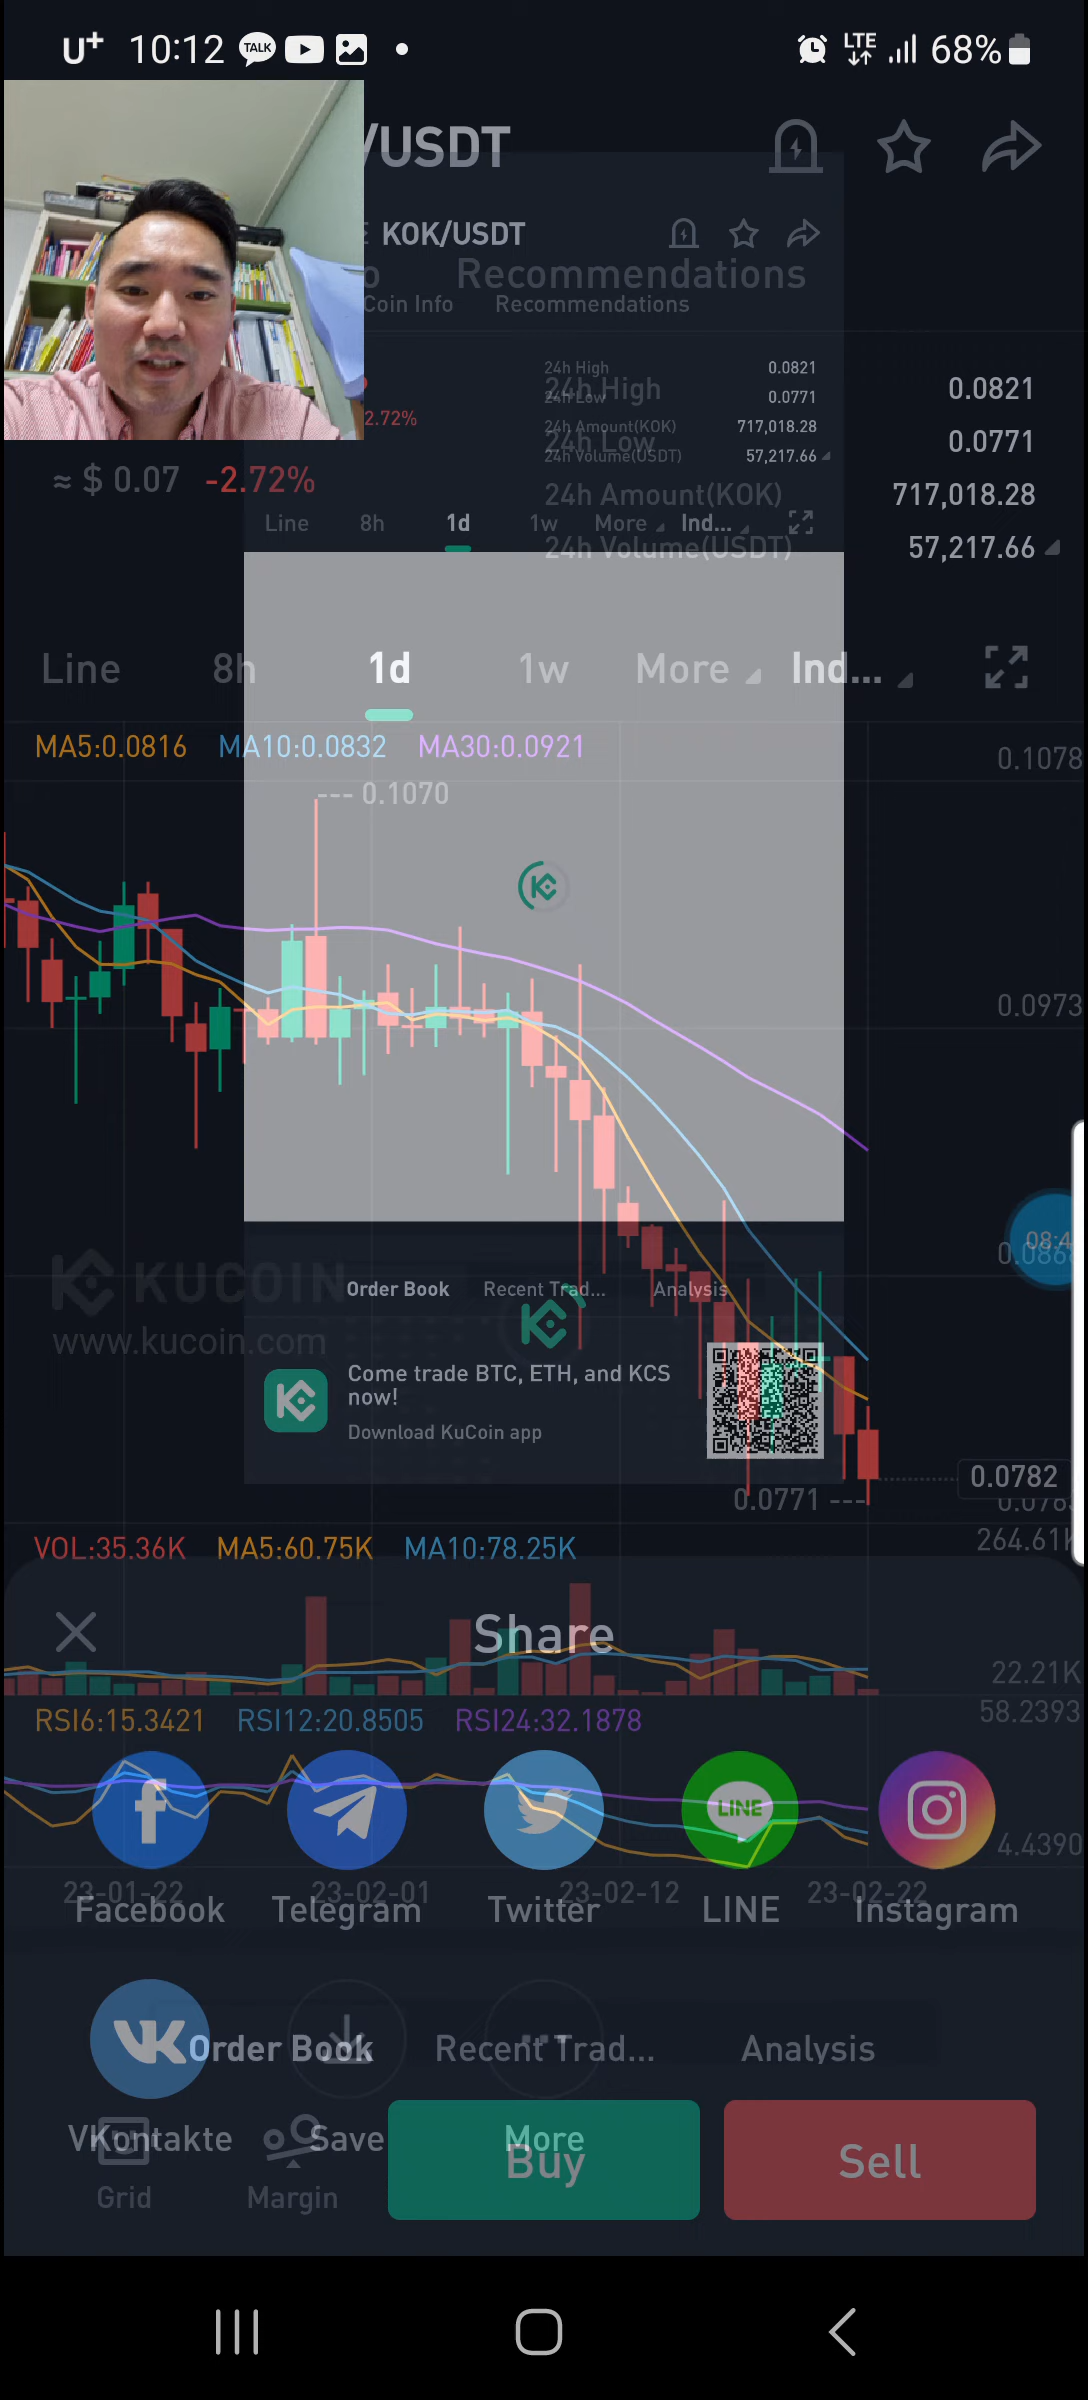 U+ 10:12 TALK LTE 68%
/USDT
KOK/USDT
o Recommendations
Coin Info Recommendations
24h High 0.0821
24h Low 0.0771
24h Amount(KOK) 717,018.28
24h Volume(USDT) 57,217.66
2.72%
24h High 0.0821
24h Low 0.0771
24h Amount(KOK) 717,018.28
24h Volume(USDT) 57,217.66
≈ $ 0.07 -2.72%
Line 8h 1d 1w More Ind...
Line 8h 1d 1w More Ind...
MA5:0.0816 MA10:0.0832 MA30:0.0921
0.1078
--- 0.1070
0.0973
08:4
KUCOIN
www.kucoin.com
Order Book Recent Trad... Analysis
Come trade BTC, ETH, and KCS
now!
Download KuCoin app
0.0782
0.0771 ---
VOL:35.36K MA5:60.75K MA10:78.25K
264.61K
Share
22.21K
RSI6:15.3421 RSI12:20.8505 RSI24:32.1878
58.2393
LINE
4.4390
23-01-22 23-02-01 23-02-12 23-02-22
Facebook Telegram Twitter LINE Instagram
Order Book Recent Trad... Analysis
VKontakte Save More
Buy Sell
Grid Margin